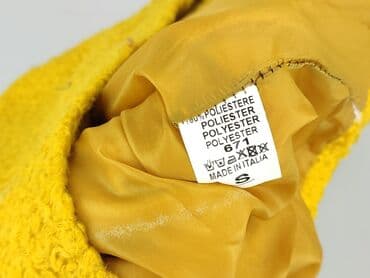 POLIESTERE
POLIESTER
POLYESTER
POLYESTER
671
MADE IN ITALIA
S